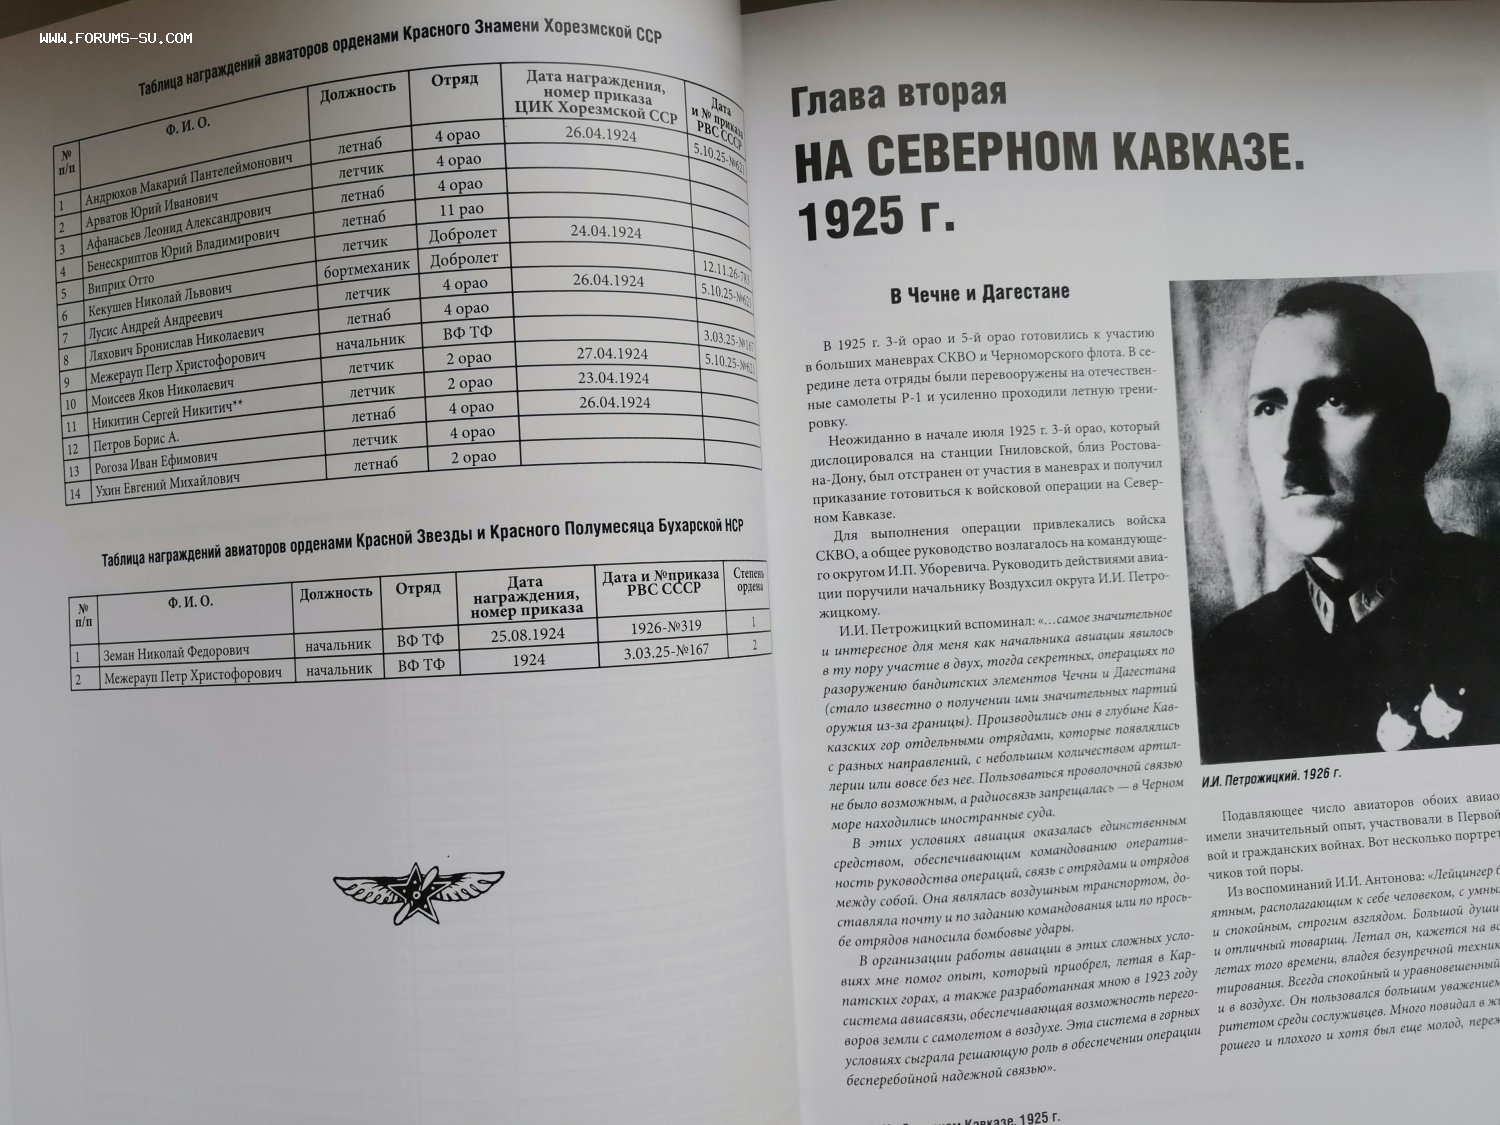 WWW.FORUMS-SU.COM
Таблица награждений авиаторов орденами Красного Знамени Хорезмской ССР
№ п/п Ф. И. О. Должность Отряд Дата награждения, номер приказа ЦИК Хорезмской ССР Дата и № приказа РВС СССР
1 Андрюхов Макарий Пантелеймонович летнаб 4 орао 26.04.1924 5.10.25-№621
2 Арватов Юрий Иванович летчик 4 орао
3 Афанасьев Леонид Александрович летнаб 4 орао
4 Бенескриптов Юрий Владимирович летнаб 11 рао
5 Виприх Отто летчик Добролет 24.04.1924
6 Кекушев Николай Львович бортмеханик Добролет 12.11.26-783
7 Лусис Андрей Андреевич летчик 4 орао 26.04.1924 5.10.25-№621
8 Ляхович Бронислав Николаевич летнаб 4 орао
9 Межерауп Петр Христофорович начальник ВФ ТФ 3.03.25-№167
10 Моисеев Яков Николаевич летчик 2 орао 27.04.1924 5.10.25-№621
11 Никитин Сергей Никитич** летчик 2 орао 23.04.1924
12 Петров Борис А. летнаб 4 орао 26.04.1924
13 Рогоза Иван Ефимович летчик 4 орао
14 Ухин Евгений Михайлович летнаб 2 орао
Таблица награждений авиаторов орденами Красной Звезды и Красного Полумесяца Бухарской НСР
№ п/п Ф. И. О. Должность Отряд Дата награждения, номер приказа Дата и №приказа РВС СССР Степень ордена
1 Земан Николай Федорович начальник ВФ ТФ 25.08.1924 1926-№319 1
2 Межерауп Петр Христофорович начальник ВФ ТФ 1924 3.03.25-№167 2
Глава вторая
НА СЕВЕРНОМ КАВКАЗЕ.
1925 г.
В Чечне и Дагестане
В 1925 г. 3-й орао и 5-й орао готовились к участию
в больших маневрах СКВО и Черноморского флота. В се-
редине лета отряды были перевооружены на отечествен-
ные самолеты Р-1 и усиленно проходили летную трени-
ровку.
Неожиданно в начале июля 1925 г. 3-й орао, который
дислоцировался на станции Гниловской, близ Ростова-
на-Дону, был отстранен от участия в маневрах и получил
приказание готовиться к войсковой операции на Север-
ном Кавказе.
Для выполнения операции привлекались войска
СКВО, а общее руководство возлагалось на командующе-
го округом И.П. Уборевича. Руководить действиями авиа-
ции поручили начальнику Воздухсил округа И.И. Петро-
жицкому.
И.И. Петрожицкий вспоминал: «…самое значительное
и интересное для меня как начальника авиации явилось
в ту пору участие в двух, тогда секретных, операциях по
разоружению бандитских элементов Чечни и Дагестана
(стало известно о получении ими значительных партий
оружия из-за границы). Производились они в глубине Кав-
казских гор отдельными отрядами, которые появлялись
с разных направлений, с небольшим количеством артил-
лерии или вовсе без нее. Пользоваться проволочной связью
не было возможным, а радиосвязь запрещалась — в Черном
море находились иностранные суда.
В этих условиях авиация оказалась единственным
средством, обеспечивающим командованию оператив-
ность руководства операций, связь с отрядами и отрядов
между собой. Она являлась воздушным транспортом, до-
ставляла почту и по заданию командования или по прось-
бе отрядов наносила бомбовые удары.
В организации работы авиации в этих сложных усло-
виях мне помог опыт, который приобрел, летая в Кар-
патских горах, а также разработанная мною в 1923 году
система авиасвязи, обеспечивающая возможность перего-
воров земли с самолетом в воздухе. Эта система в горных
условиях сыграла решающую роль в обеспечении операции
бесперебойной надежной связью».
И.И. Петрожицкий. 1926 г.
Подавляющее число авиаторов обоих авиао
имели значительный опыт, участвовали в Первой
вой и гражданских войнах. Вот несколько портрет
чиков той поры.
Из воспоминаний И.И. Антонова: «Лейцингер б
ятным, располагающим к себе человеком, с умны
и спокойным, строгим взглядом. Большой души
и отличный товарищ. Летал он, кажется на вс
летах того времени, владея безупречной техник
тирования. Всегда спокойный и уравновешенный
и в воздухе. Он пользовался большим уважением
ритетом среди сослуживцев. Много повидал в жи
рошего и плохого и хотя был еще молод, переж
Кавказе. 1925 г.